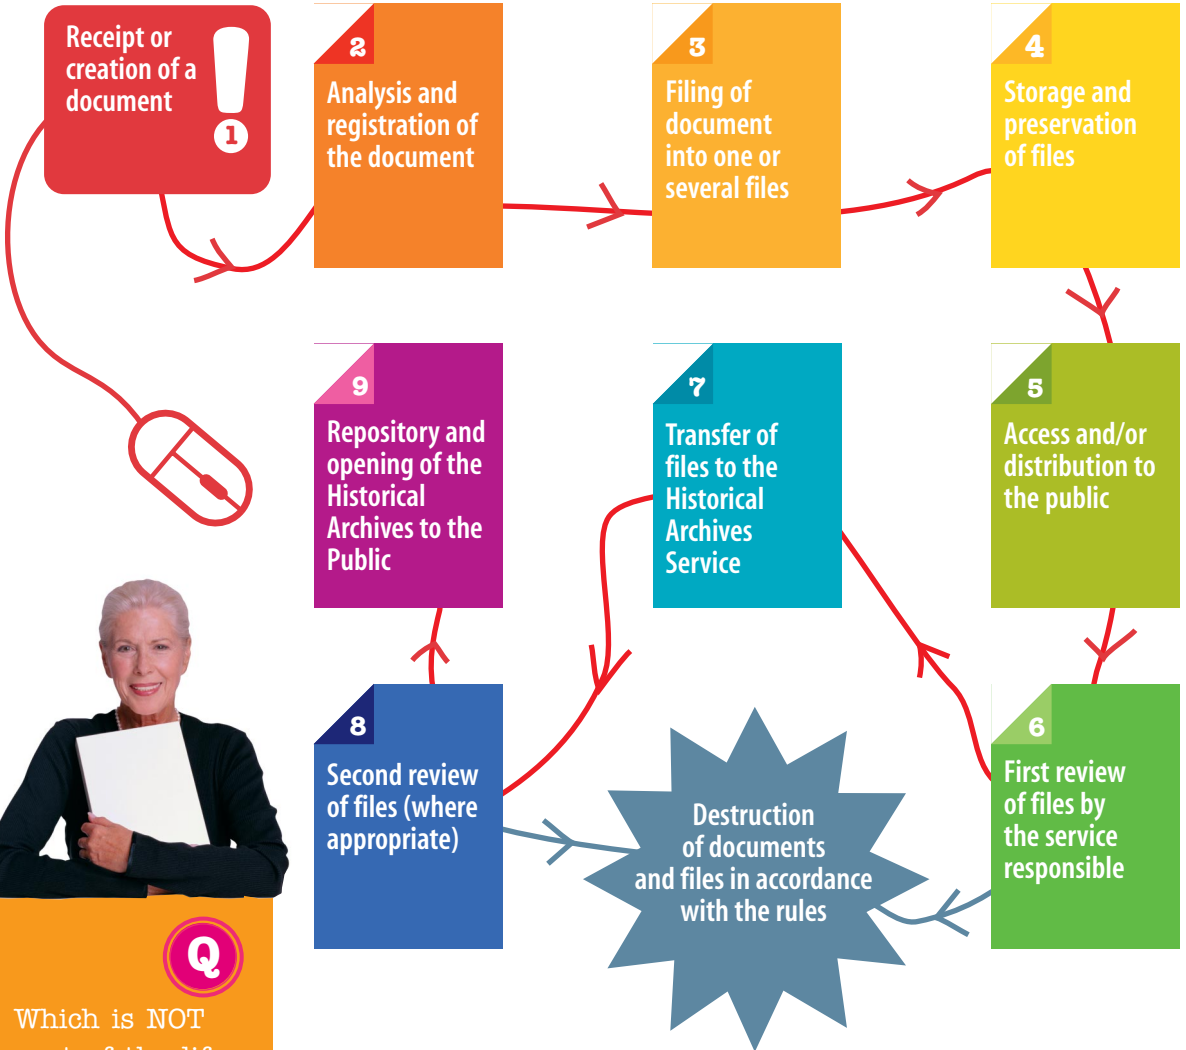 Receipt or
creation of a
document
1
2
Analysis and
registration of
the document
3
Filing of
document
into one or
several files
4
Storage and
preservation
of files
5
Access and/or
distribution to
the public
6
First review
of files by
the service
responsible
7
Transfer of
files to the
Historical
Archives
Service
8
Second review
of files (where
appropriate)
9
Repository and
opening of the
Historical
Archives to the
Public
Destruction
of documents
and files in accordance
with the rules
Q
Which is NOT